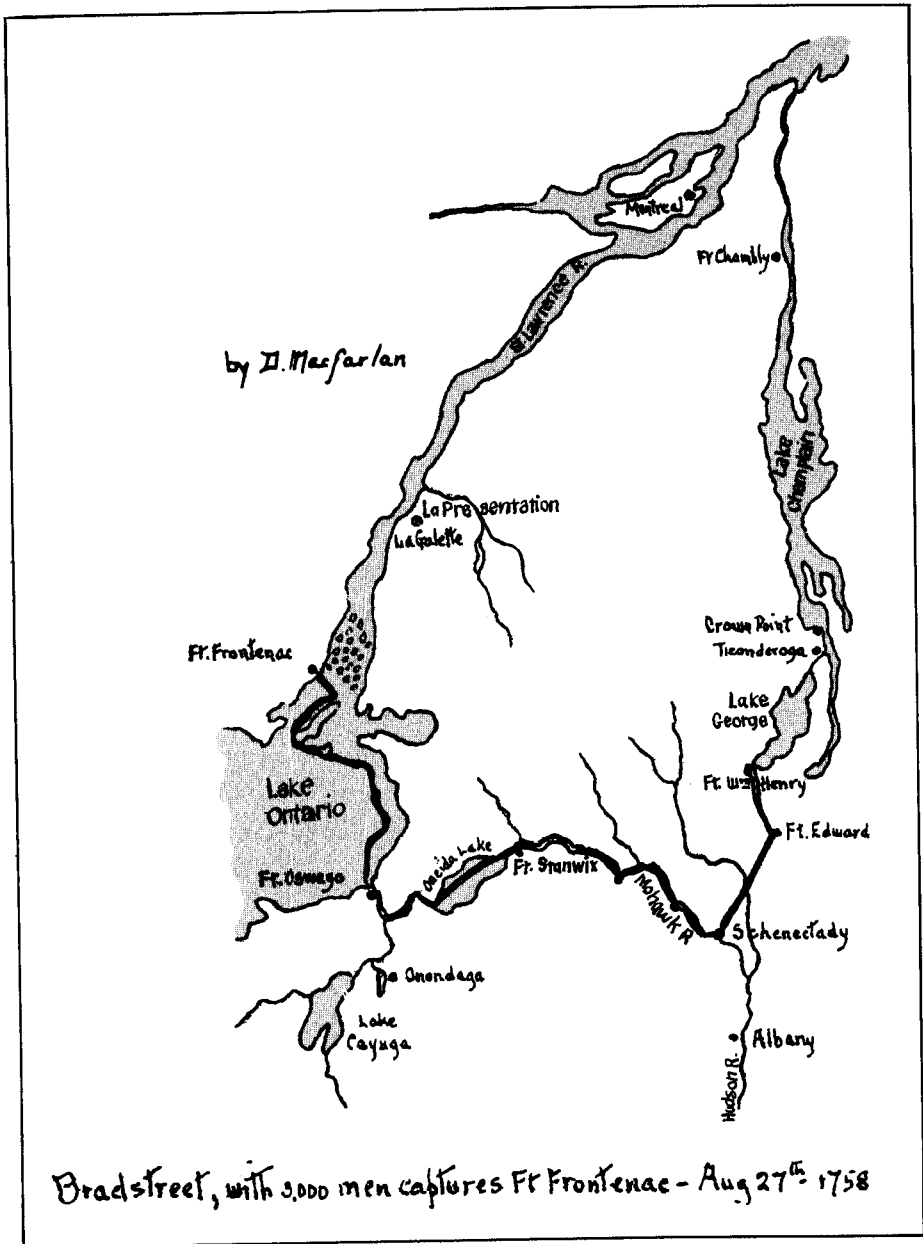 Montreal
Ft Chambly
St Lawrence R.
by D. Macfarlan
Lake Champlain
La Presentation
La Galette
Crown Point
Ticonderoga
Ft. Frontenac
Lake
George
Ft. Wm Henry
Lake
Ontario
Ft. Edward
Oneida Lake
Ft. Stanwix
Ft. Oswago
Mohawk R
Schenectady
Onondaga
Lake
Cayuga
Albany
Hudson R.
Bradstreet, with 3,000 men captures Ft Frontenac - Aug 27th 1758